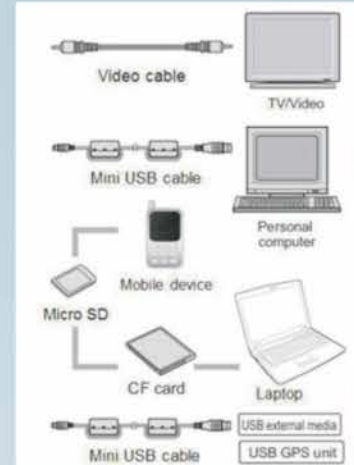 Video cable
TV/Video
Mini USB cable
Personal
computer
Mobile device
Micro SD
CF card
Laptop
Mini USB cable
USB external media
USB GPS unit